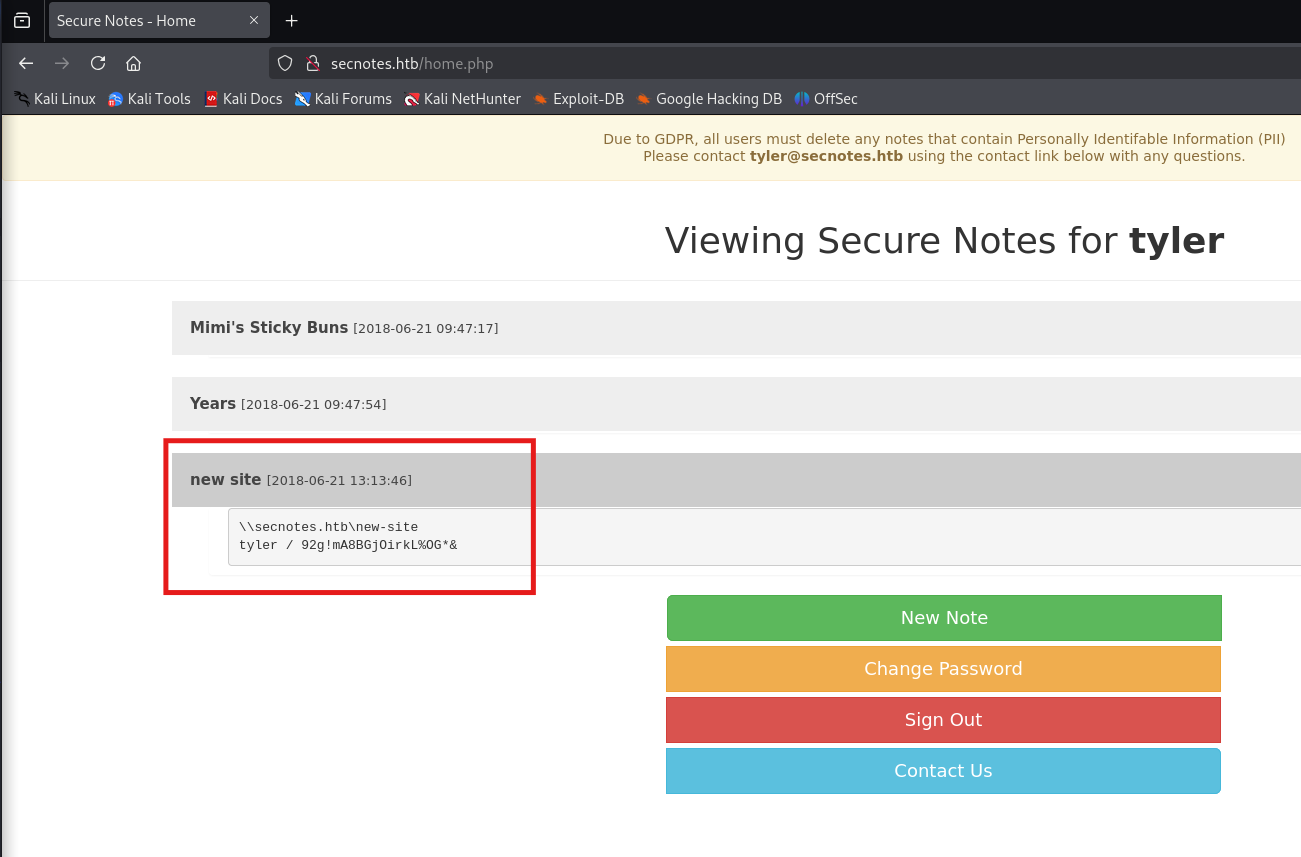 Secure Notes - Home
secnotes.htb/home.php
Kali Linux Kali Tools Kali Docs Kali Forums Kali NetHunter Exploit-DB Google Hacking DB OffSec
Due to GDPR, all users must delete any notes that contain Personally Identifable Information (PII)
Please contact tyler@secnotes.htb using the contact link below with any questions.
Viewing Secure Notes for tyler
Mimi's Sticky Buns [2018-06-21 09:47:17]
Years [2018-06-21 09:47:54]
new site [2018-06-21 13:13:46]
\\secnotes.htb\new-site
tyler / 92g!mA8BGjOirkL%OG*&
New Note
Change Password
Sign Out
Contact Us